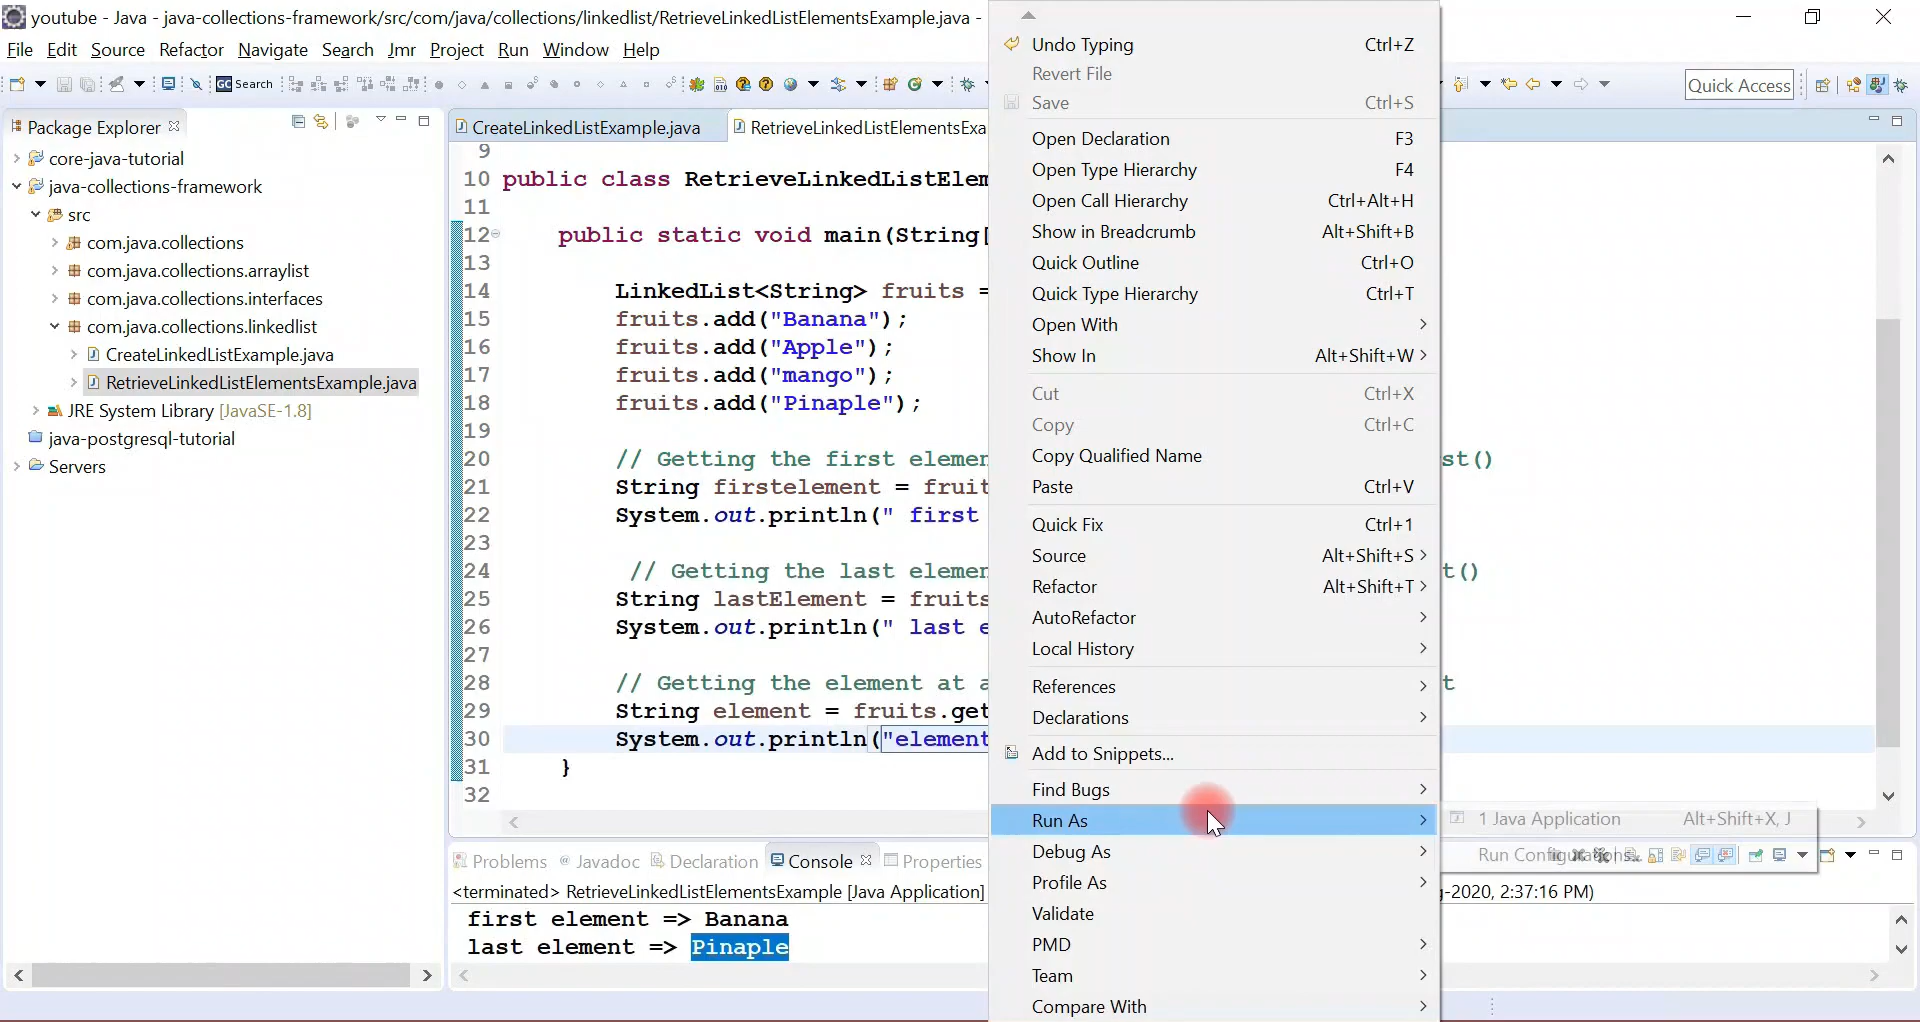 youtube - Java - java-collections-framework/src/com/java/collections/linkedlist/RetrieveLinkedListElementsExample.java -
File Edit Source Refactor Navigate Search Jmr Project Run Window Help
GC Search
Quick Access
Package Explorer
core-java-tutorial
java-collections-framework
src
com.java.collections
com.java.collections.arraylist
com.java.collections.interfaces
com.java.collections.linkedlist
CreateLinkedListExample.java
RetrieveLinkedListElementsExample.java
JRE System Library [JavaSE-1.8]
java-postgresql-tutorial
Servers
CreateLinkedListExample.java RetrieveLinkedListElementsExa
9
10 public class RetrieveLinkedListElem
11
12 public static void main(String[
13
14 LinkedList<String> fruits =
15 fruits.add("Banana");
16 fruits.add("Apple");
17 fruits.add("mango");
18 fruits.add("Pinaple");
19
20 // Getting the first elemen st()
21 String firstelement = fruit
22 System.out.println(" first
23
24 // Getting the last elemen t()
25 String lastElement = fruits
26 System.out.println(" last e
27
28 // Getting the element at a t
29 String element = fruits.get
30 System.out.println("element
31 }
32
Undo Typing Ctrl+Z
Revert File
Save Ctrl+S
Open Declaration F3
Open Type Hierarchy F4
Open Call Hierarchy Ctrl+Alt+H
Show in Breadcrumb Alt+Shift+B
Quick Outline Ctrl+O
Quick Type Hierarchy Ctrl+T
Open With
Show In Alt+Shift+W
Cut Ctrl+X
Copy Ctrl+C
Copy Qualified Name
Paste Ctrl+V
Quick Fix Ctrl+1
Source Alt+Shift+S
Refactor Alt+Shift+T
AutoRefactor
Local History
References
Declarations
Add to Snippets...
Find Bugs
Run As
Debug As
Profile As
Validate
PMD
Team
Compare With
1 Java Application Alt+Shift+X, J
Run Configurations...
Problems @ Javadoc Declaration Console Properties
<terminated> RetrieveLinkedListElementsExample [Java Application] -2020, 2:37:16 PM)
first element => Banana
last element => Pinaple